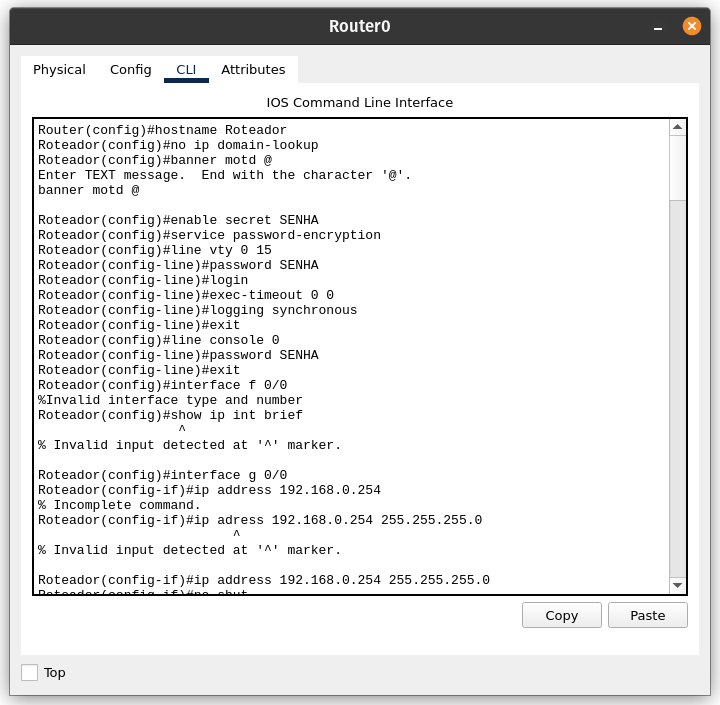 Router0
Physical Config CLI Attributes
IOS Command Line Interface
Router(config)#hostname Roteador
Roteador(config)#no ip domain-lookup
Roteador(config)#banner motd @
Enter TEXT message.  End with the character '@'.
banner motd @
Roteador(config)#enable secret SENHA
Roteador(config)#service password-encryption
Roteador(config)#line vty 0 15
Roteador(config-line)#password SENHA
Roteador(config-line)#login
Roteador(config-line)#exec-timeout 0 0
Roteador(config-line)#logging synchronous
Roteador(config-line)#exit
Roteador(config)#line console 0
Roteador(config-line)#password SENHA
Roteador(config-line)#exit
Roteador(config)#interface f 0/0
%Invalid interface type and number
Roteador(config)#show ip int brief
^
% Invalid input detected at '^' marker.
Roteador(config)#interface g 0/0
Roteador(config-if)#ip address 192.168.0.254
% Incomplete command.
Roteador(config-if)#ip adress 192.168.0.254 255.255.255.0
^
% Invalid input detected at '^' marker.
Roteador(config-if)#ip address 192.168.0.254 255.255.255.0
Roteador(config-if)#no shut
Copy Paste
Top